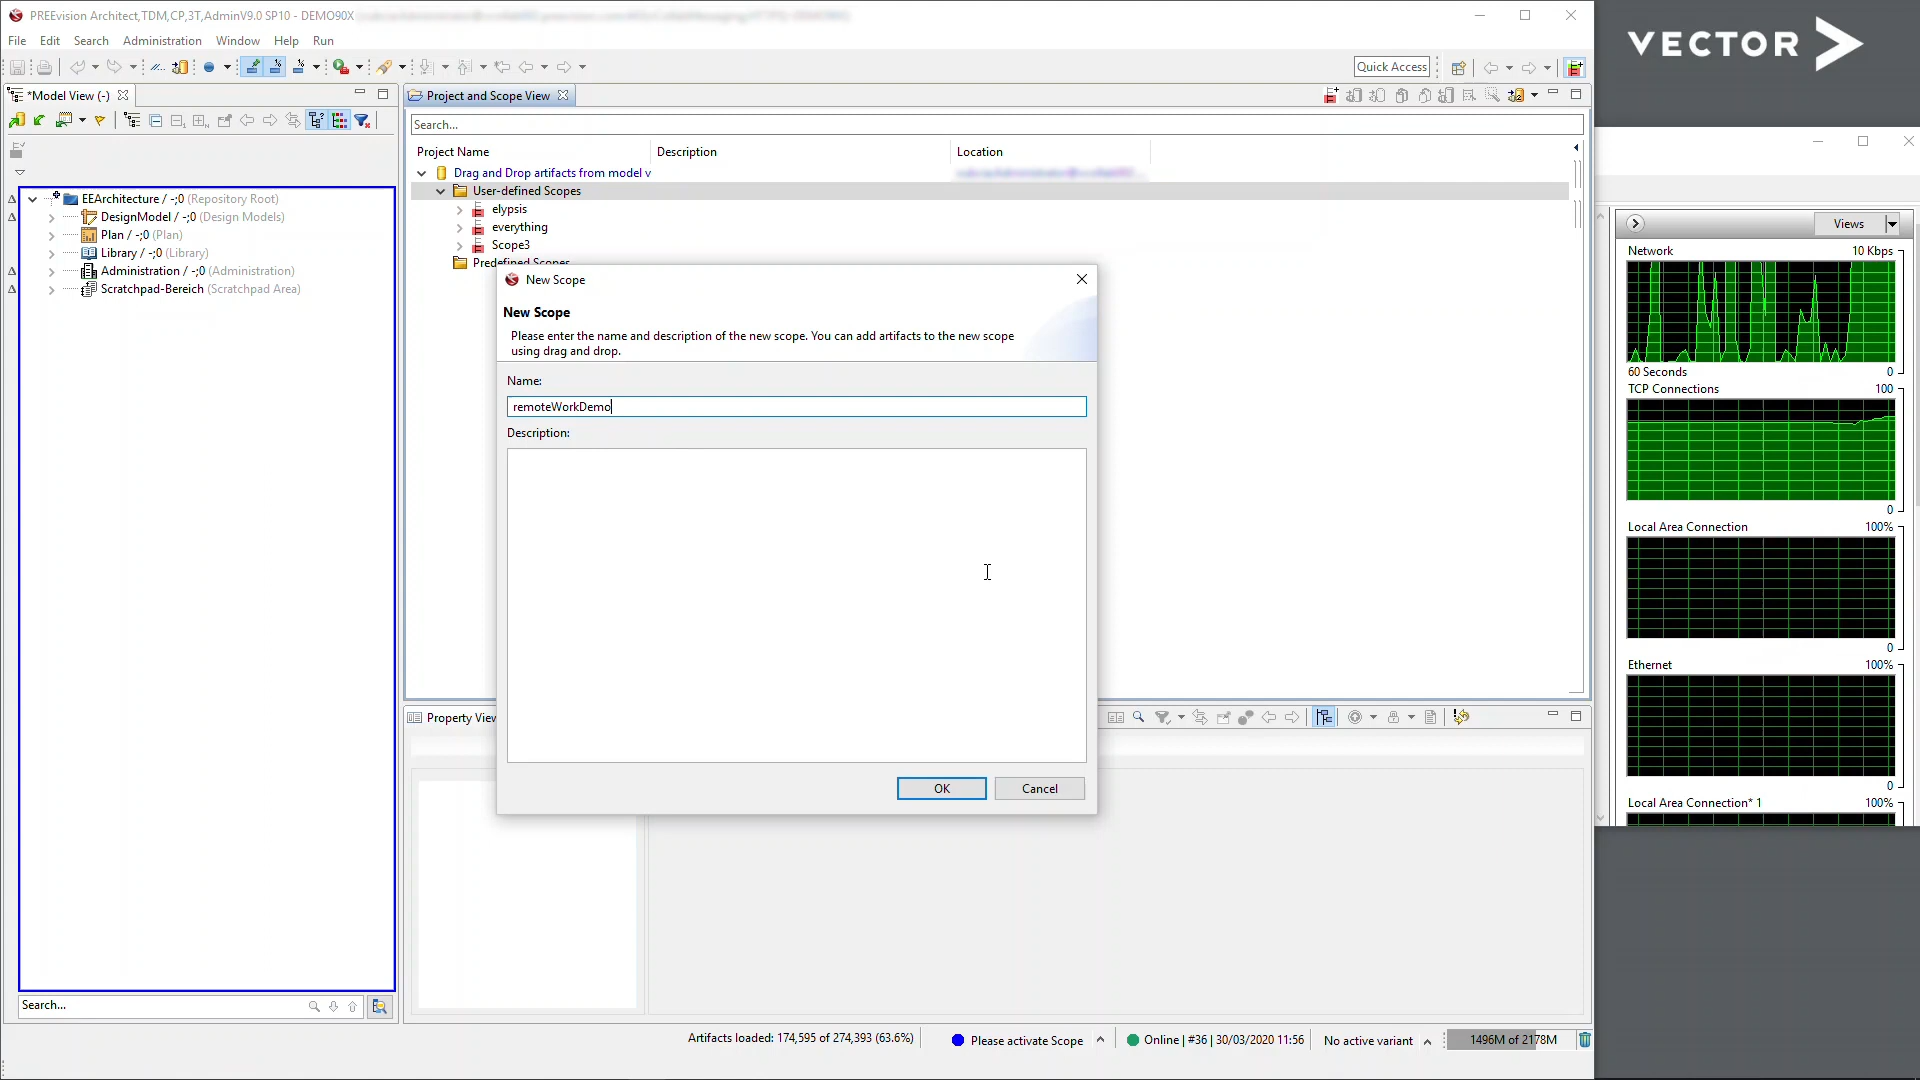 PREEvision Architect,TDM,CP,3T,AdminV9.0 SP10 - DEMO90X
VECTOR
File Edit Search Administration Window Help Run
Quick Access
*Model View (-)
Project and Scope View
Search...
Project Name Description Location
Drag and Drop artifacts from model v
User-defined Scopes
elypsis
everything
Scope3
Predefined Scopes
EEArchitecture / -;0 (Repository Root)
DesignModel / -;0 (Design Models)
Plan / -;0 (Plan)
Library / -;0 (Library)
Administration / -;0 (Administration)
Scratchpad-Bereich (Scratchpad Area)
New Scope
New Scope
Please enter the name and description of the new scope. You can add artifacts to the new scope
using drag and drop.
Name:
remoteWorkDemo
Description:
OK Cancel
Property View
Views
Network 10 Kbps
60 Seconds 0
TCP Connections 100
0
Local Area Connection 100%
0
Ethernet 100%
0
Local Area Connection* 1 100%
Search...
Artifacts loaded: 174,595 of 274,393 (63.6%)
Please activate Scope
Online | #36 | 30/03/2020 11:56
No active variant
1496M of 2178M